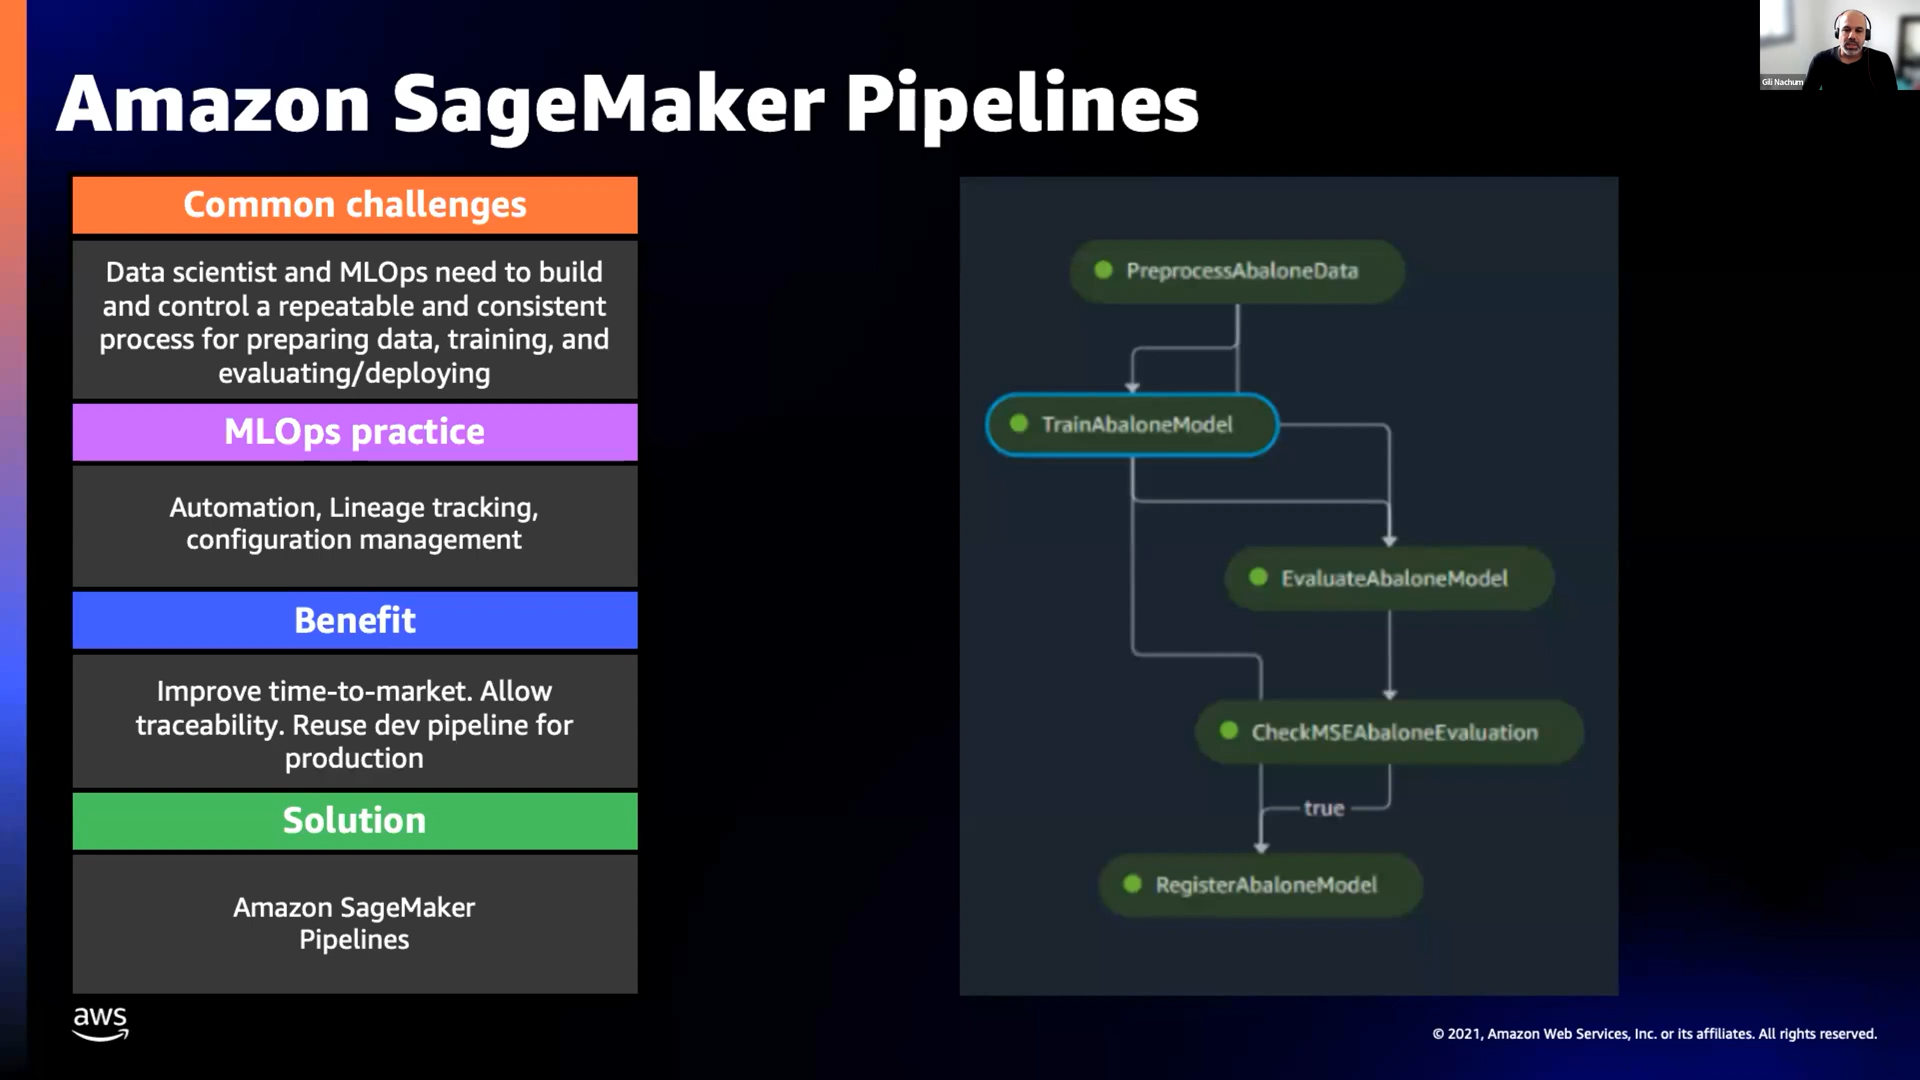 Amazon SageMaker Pipelines
Gili Nachum
Common challenges
Data scientist and MLOps need to build
and control a repeatable and consistent
process for preparing data, training, and
evaluating/deploying
MLOps practice
Automation, Lineage tracking,
configuration management
Benefit
Improve time-to-market. Allow
traceability. Reuse dev pipeline for
production
Solution
Amazon SageMaker
Pipelines
PreprocessAbaloneData
TrainAbaloneModel
EvaluateAbaloneModel
CheckMSEAbaloneEvaluation
true
RegisterAbaloneModel
aws
© 2021, Amazon Web Services, Inc. or its affiliates. All rights reserved.